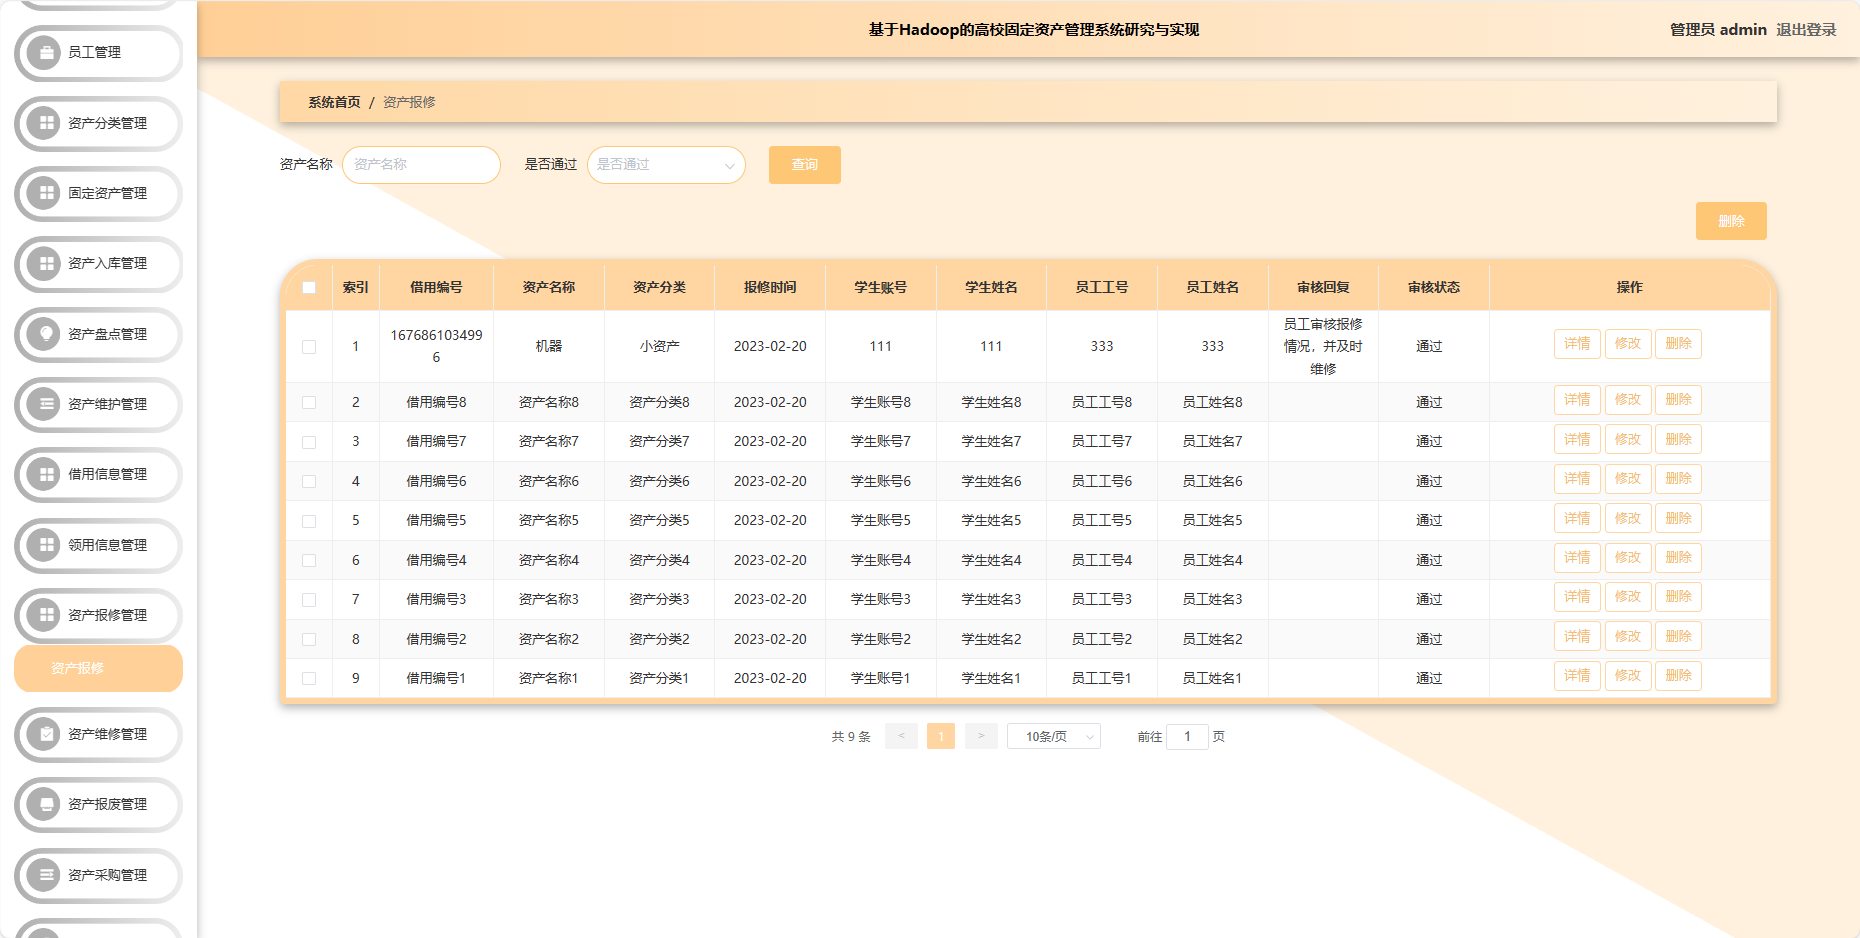 基于Hadoop的高校固定资产管理系统研究与实现
管理员 admin 退出登录
员工管理
资产分类管理
固定资产管理
资产入库管理
资产盘点管理
资产维护管理
借用信息管理
领用信息管理
资产报修管理
资产报修
资产维修管理
资产报废管理
资产采购管理
系统首页 / 资产报修
资产名称 资产名称 是否通过 是否通过 查询
删除
索引 借用编号 资产名称 资产分类 报修时间 学生账号 学生姓名 员工工号 员工姓名 审核回复 审核状态 操作
1 1676861034996 机器 小资产 2023-02-20 111 111 333 333 员工审核报修情况，并及时维修 通过 详情 修改 删除
2 借用编号8 资产名称8 资产分类8 2023-02-20 学生账号8 学生姓名8 员工工号8 员工姓名8 通过 详情 修改 删除
3 借用编号7 资产名称7 资产分类7 2023-02-20 学生账号7 学生姓名7 员工工号7 员工姓名7 通过 详情 修改 删除
4 借用编号6 资产名称6 资产分类6 2023-02-20 学生账号6 学生姓名6 员工工号6 员工姓名6 通过 详情 修改 删除
5 借用编号5 资产名称5 资产分类5 2023-02-20 学生账号5 学生姓名5 员工工号5 员工姓名5 通过 详情 修改 删除
6 借用编号4 资产名称4 资产分类4 2023-02-20 学生账号4 学生姓名4 员工工号4 员工姓名4 通过 详情 修改 删除
7 借用编号3 资产名称3 资产分类3 2023-02-20 学生账号3 学生姓名3 员工工号3 员工姓名3 通过 详情 修改 删除
8 借用编号2 资产名称2 资产分类2 2023-02-20 学生账号2 学生姓名2 员工工号2 员工姓名2 通过 详情 修改 删除
9 借用编号1 资产名称1 资产分类1 2023-02-20 学生账号1 学生姓名1 员工工号1 员工姓名1 通过 详情 修改 删除
共 9 条 < 1 > 10条/页 前往 1 页